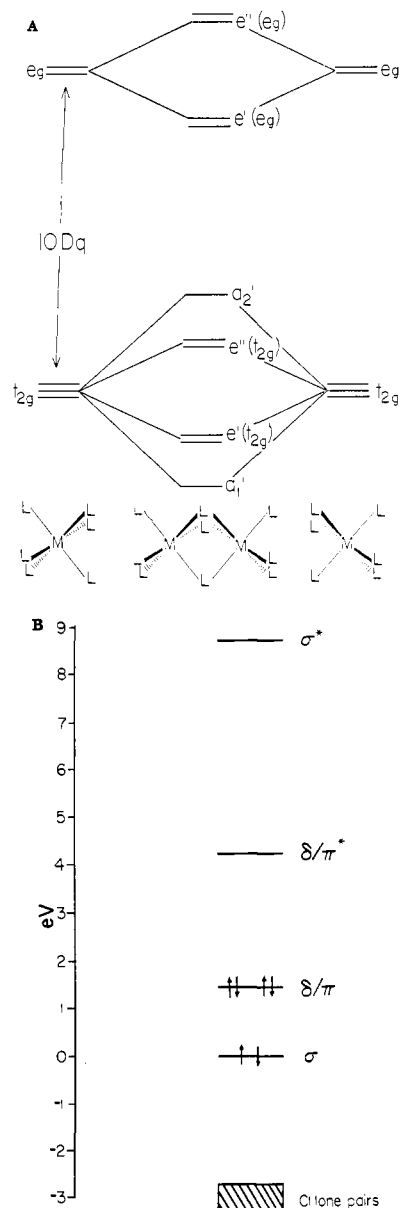 A
e″(eg)
eg eg
e′(eg)
10Dq
a₂′
e″(t₂g)
t₂g t₂g
e′(t₂g)
a₁′
L L L L L L L L
M M M M
L L L L L L L L
L L L
B
9
σ*
8
7
6
5
δ/π*
4
eV
3
2
δ/π
1
0
σ
-1
-2
-3
Cl lone pairs